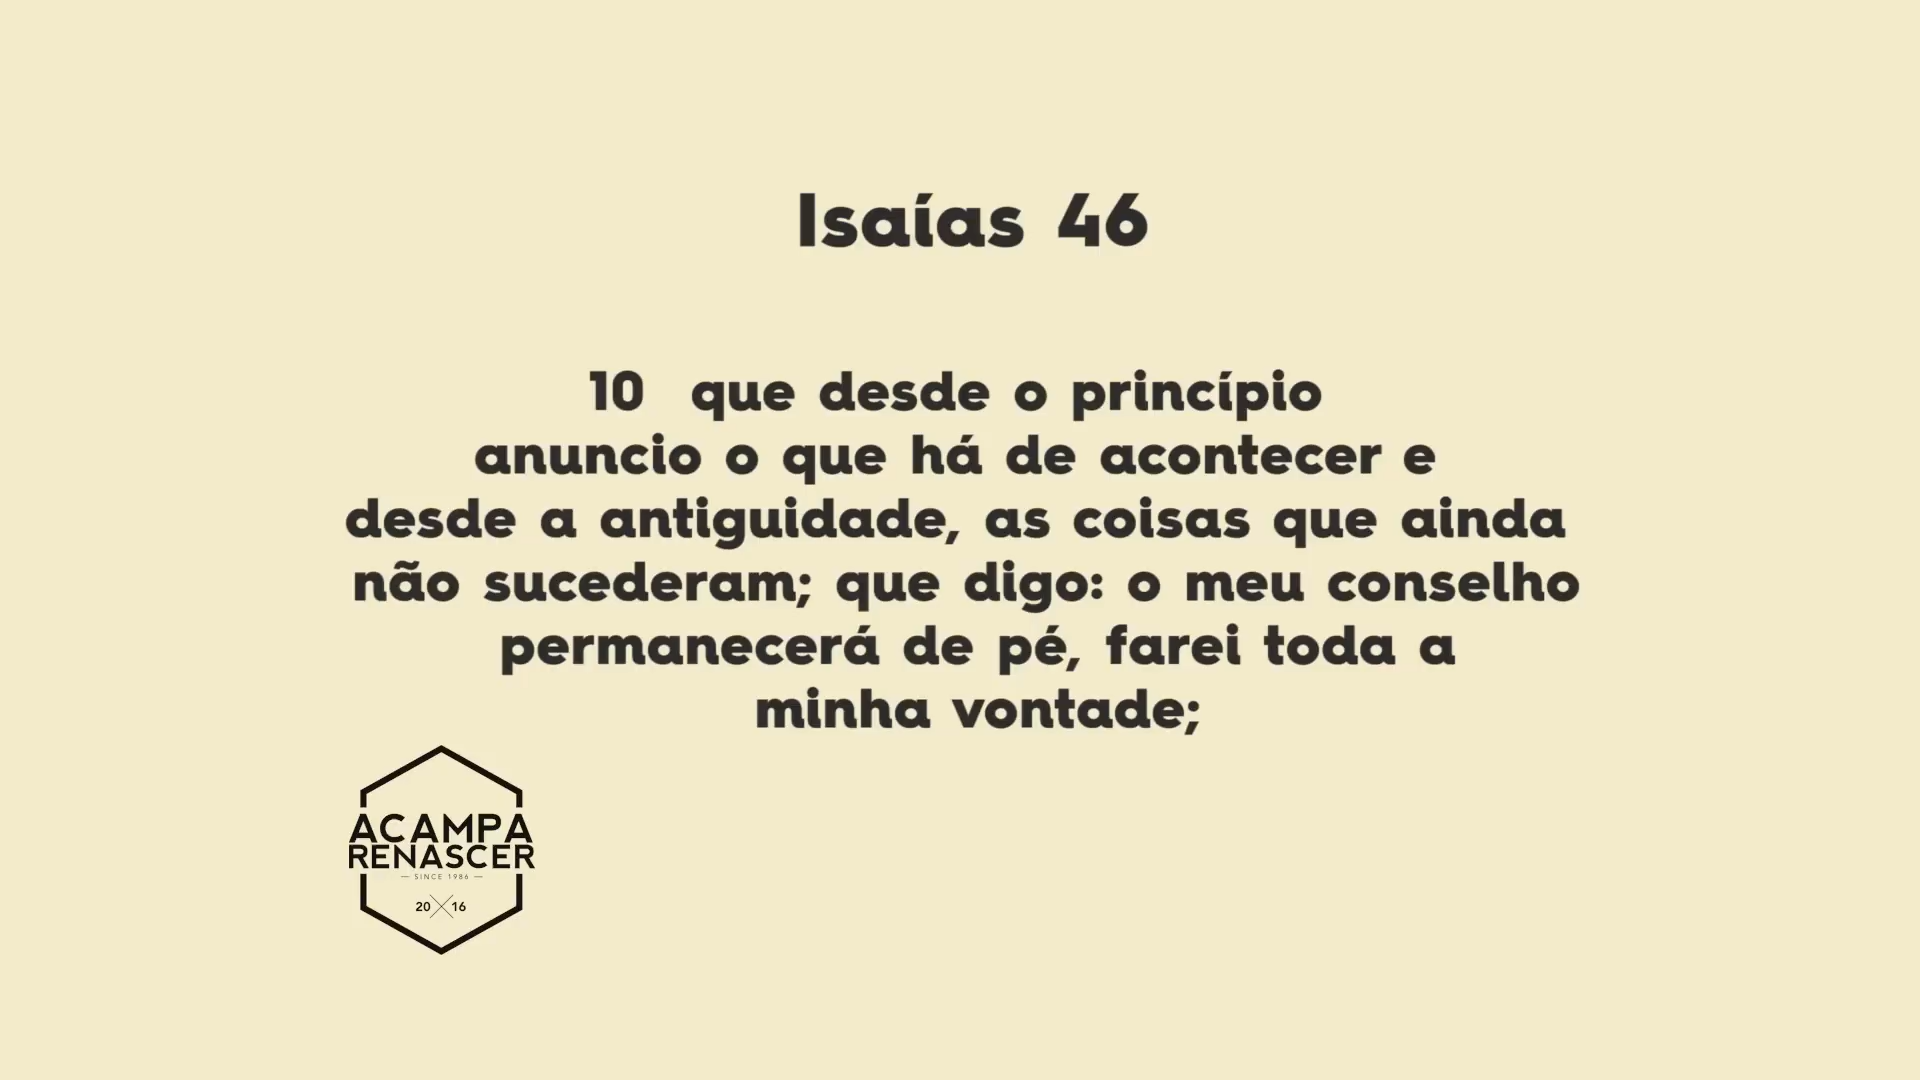 Isaías 46
10 que desde o princípio
anuncio o que há de acontecer e
desde a antiguidade, as coisas que ainda
não sucederam; que digo: o meu conselho
permanecerá de pé, farei toda a
minha vontade;
ACAMPA
RENASCER
— SINCE 1986 —
20 16